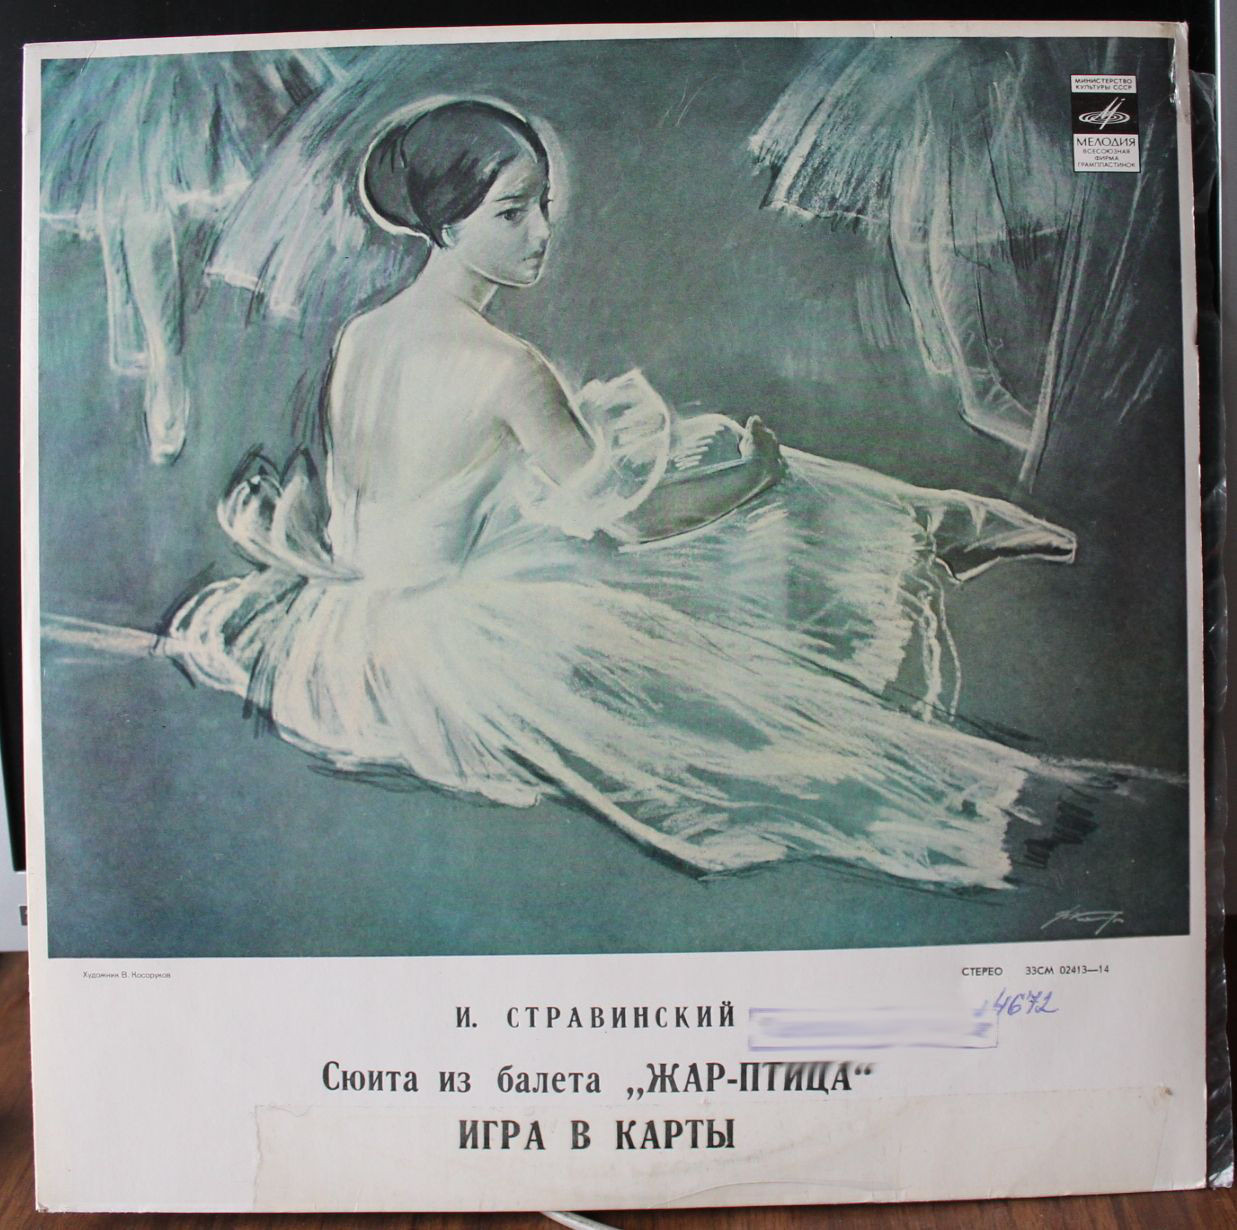 МИНИСТЕРСТВО
КУЛЬТУРЫ СССР
МЕЛОДИЯ
ВСЕСОЮЗНАЯ
ФИРМА
ГРАМПЛАСТИНОК
Художник В. Косоруков
СТЕРЕО 33СМ 02413—14
4672
И. СТРАВИНСКИЙ
Сюита из балета „ЖАР-ПТИЦА“
ИГРА В КАРТЫ